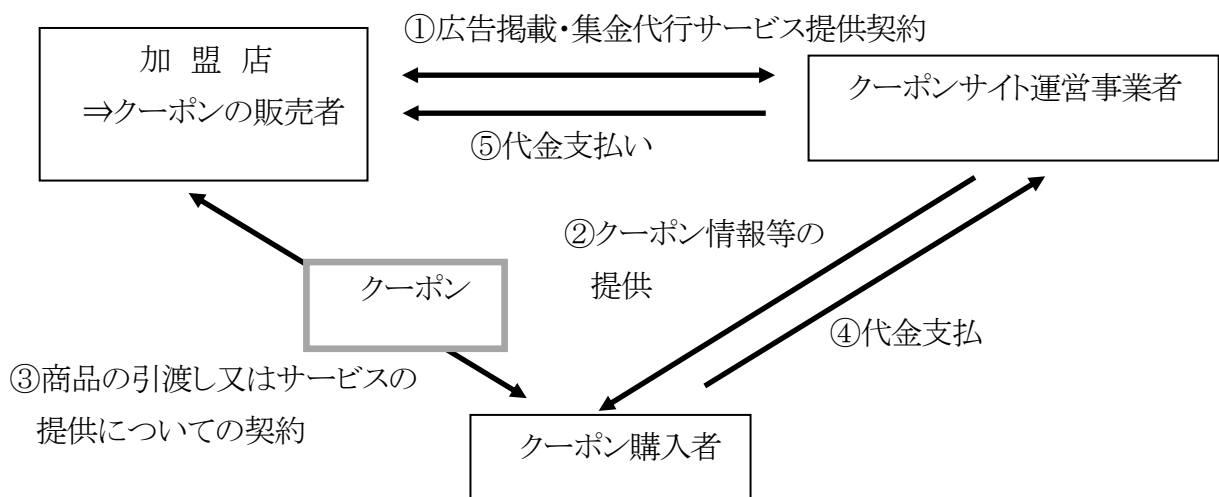 ①広告掲載・集金代行サービス提供契約
加 盟 店
⇒クーポンの販売者
クーポンサイト運営事業者
⑤代金支払い
②クーポン情報等の
提供
クーポン
④代金支払
③商品の引渡し又はサービスの
提供についての契約
クーポン購入者